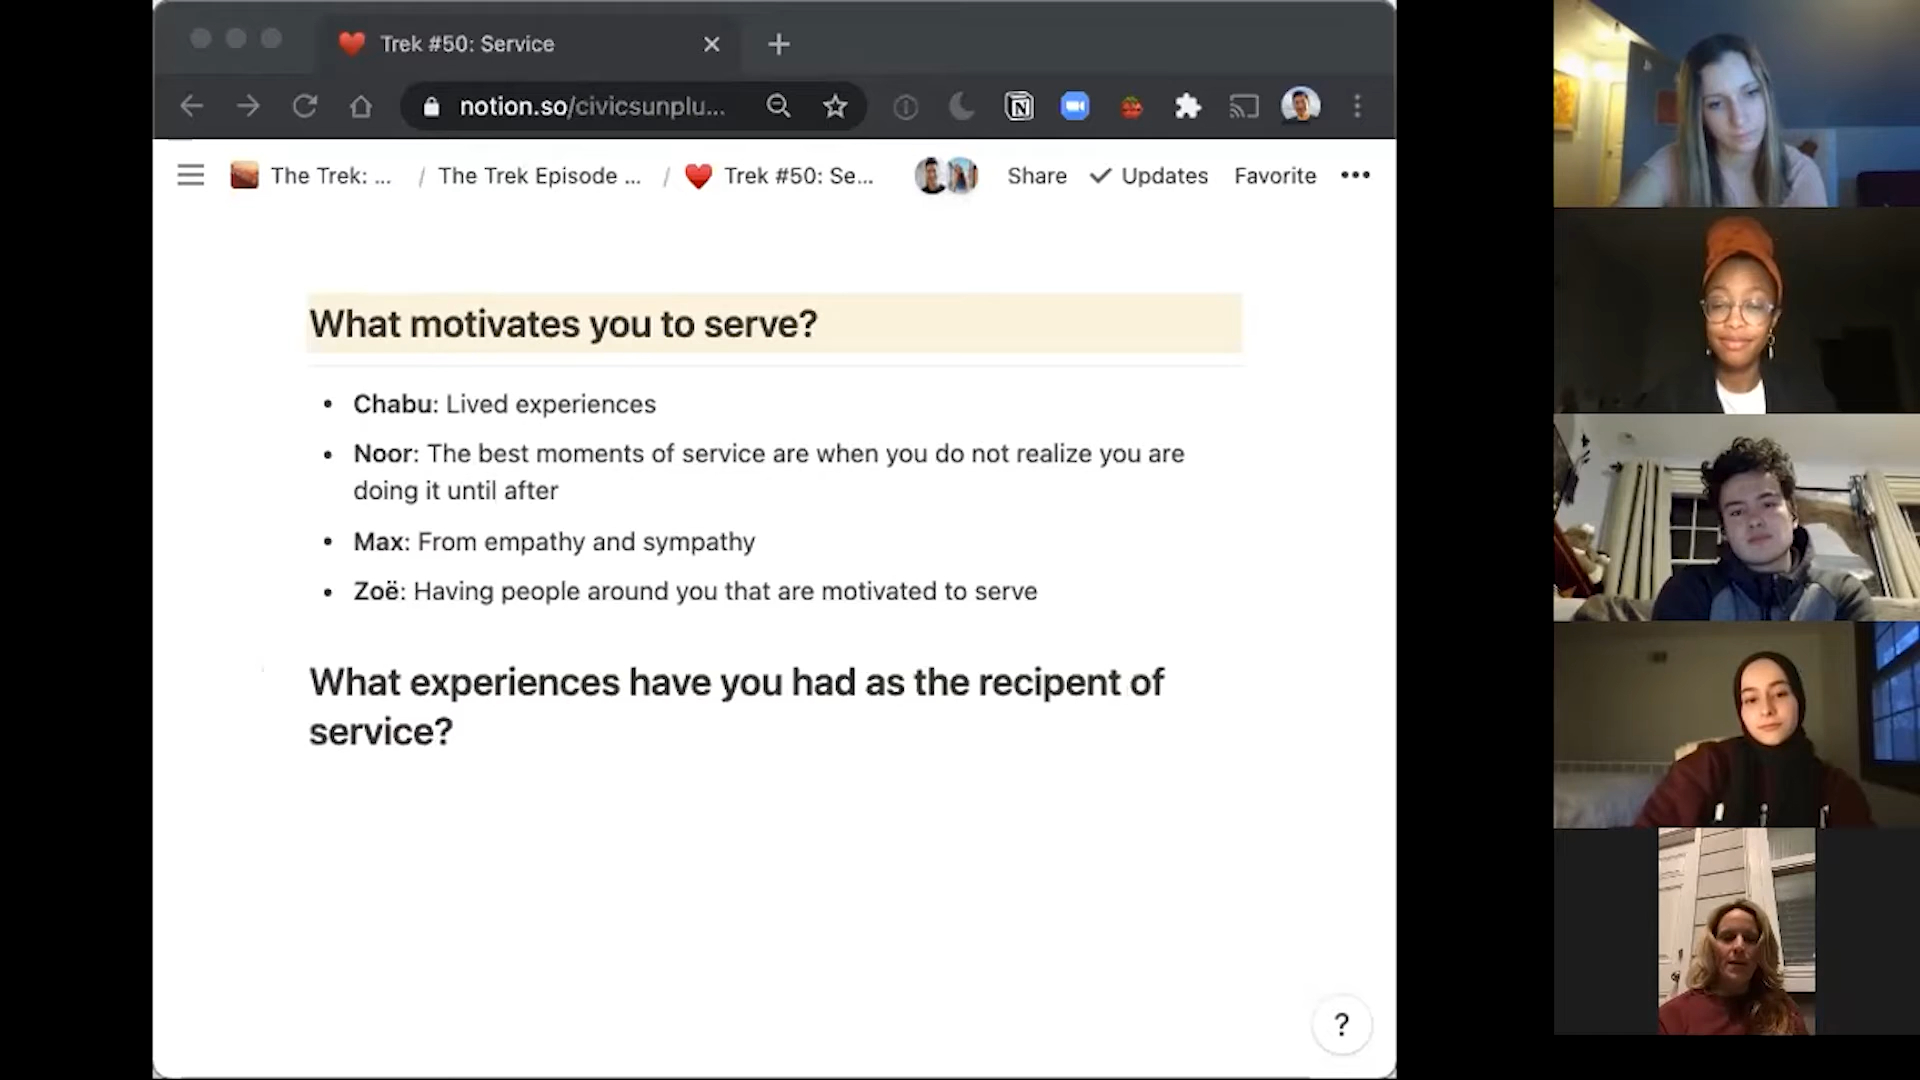 Trek #50: Service
notion.so/civicsunplu...
The Trek: ... / The Trek Episode ... / Trek #50: Se... Share Updates Favorite
What motivates you to serve?
• Chabu: Lived experiences
• Noor: The best moments of service are when you do not realize you are
doing it until after
• Max: From empathy and sympathy
• Zoë: Having people around you that are motivated to serve
What experiences have you had as the recipent of
service?
?